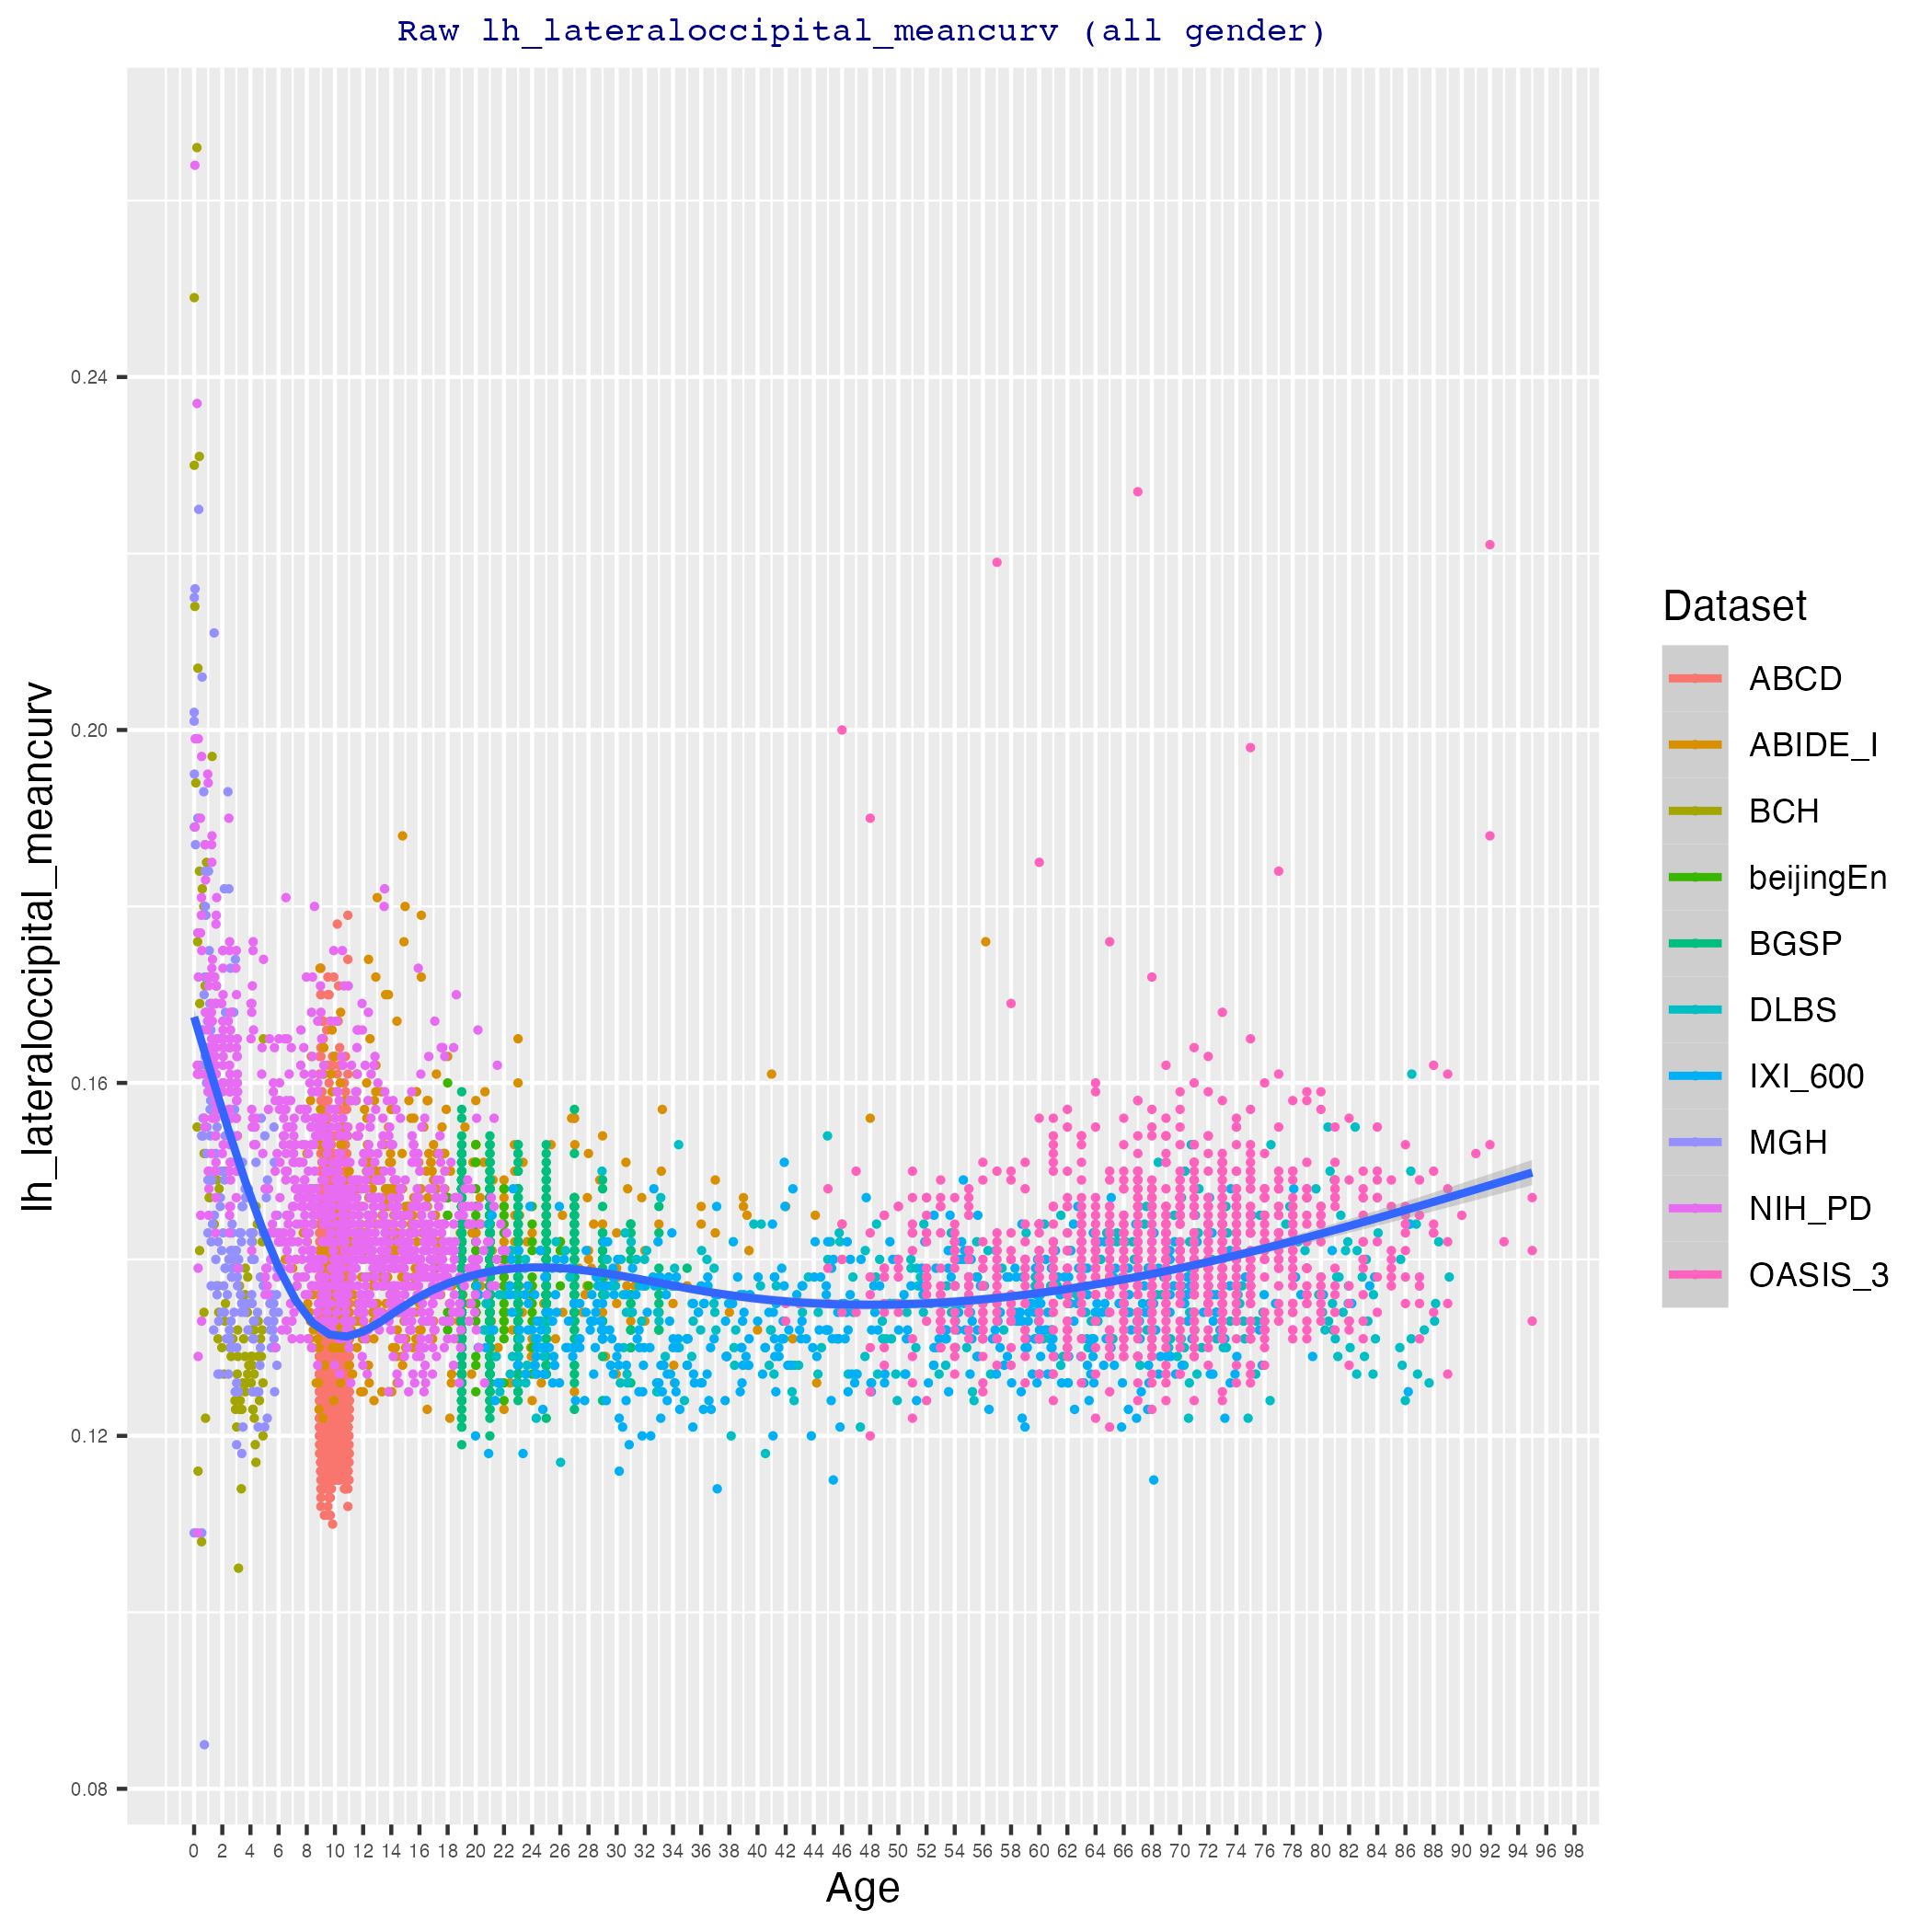 Raw lh_lateraloccipital_meancurv (all gender)
lh_lateraloccipital_meancurv
0.24
0.20
0.16
0.12
0.08
0 2 4 6 8 10 12 14 16 18 20 22 24 26 28 30 32 34 36 38 40 42 44 46 48 50 52 54 56 58 60 62 64 66 68 70 72 74 76 78 80 82 84 86 88 90 92 94 96 98
Age
Dataset
ABCD
ABIDE_I
BCH
beijingEn
BGSP
DLBS
IXI_600
MGH
NIH_PD
OASIS_3